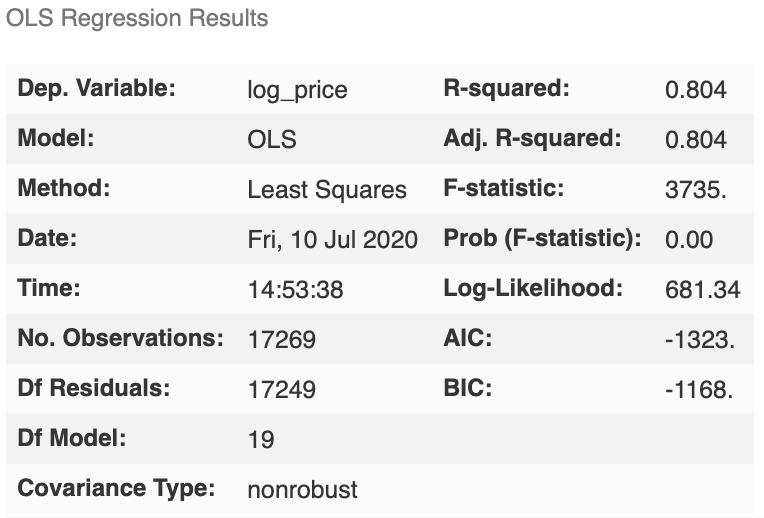 OLS Regression Results
Dep. Variable: log_price R-squared: 0.804
Model: OLS Adj. R-squared: 0.804
Method: Least Squares F-statistic: 3735.
Date: Fri, 10 Jul 2020 Prob (F-statistic): 0.00
Time: 14:53:38 Log-Likelihood: 681.34
No. Observations: 17269 AIC: -1323.
Df Residuals: 17249 BIC: -1168.
Df Model: 19
Covariance Type: nonrobust